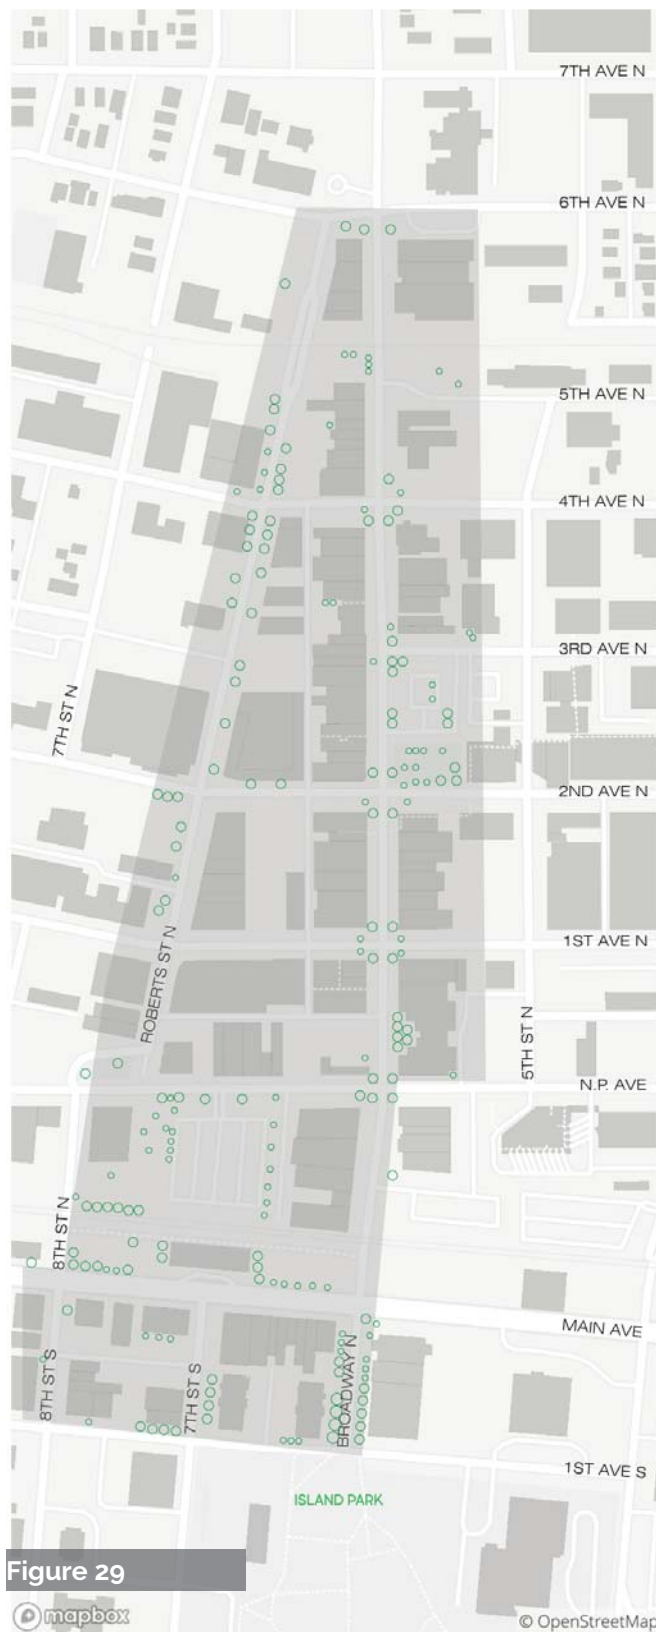 7TH AVE N
6TH AVE N
5TH AVE N
4TH AVE N
3RD AVE N
7TH ST N
2ND AVE N
1ST AVE N
ROBERTS ST N
5TH ST N
N.P. AVE
8TH ST N
MAIN AVE
8TH ST S
7TH ST S
BROADWAY N
1ST AVE S
ISLAND PARK
Figure 29
mapbox
© OpenStreetMap